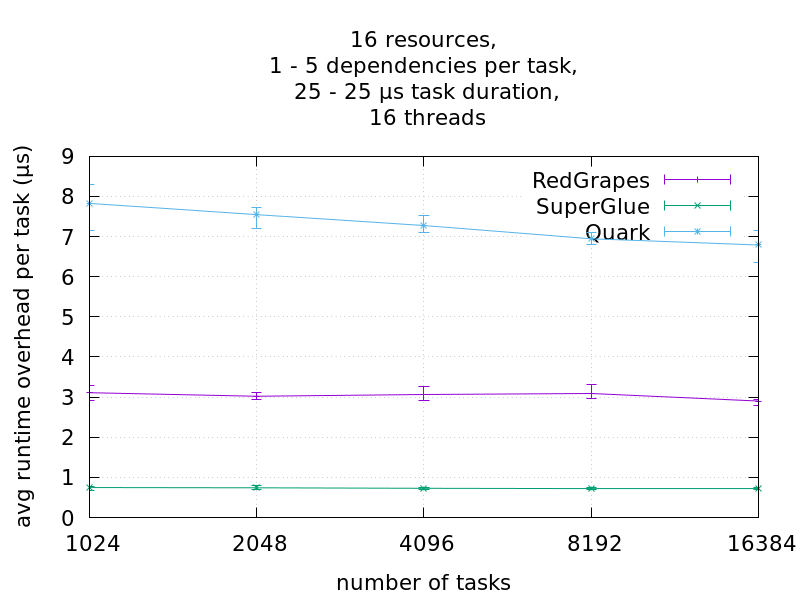 16 resources,
1 - 5 dependencies per task,
25 - 25 μs task duration,
16 threads
avg runtime overhead per task (μs)
9
8
7
6
5
4
3
2
1
0
RedGrapes
SuperGlue
Quark
1024 2048 4096 8192 16384
number of tasks